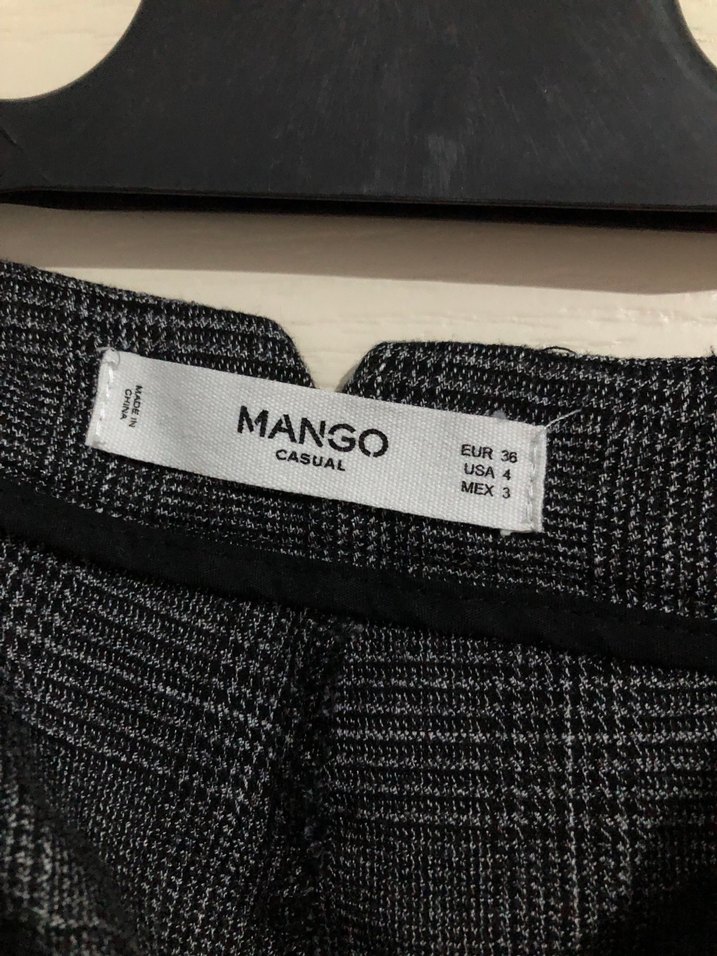 MADE IN
CHINA
MANGO
CASUAL
EUR 36
USA 4
MEX 3